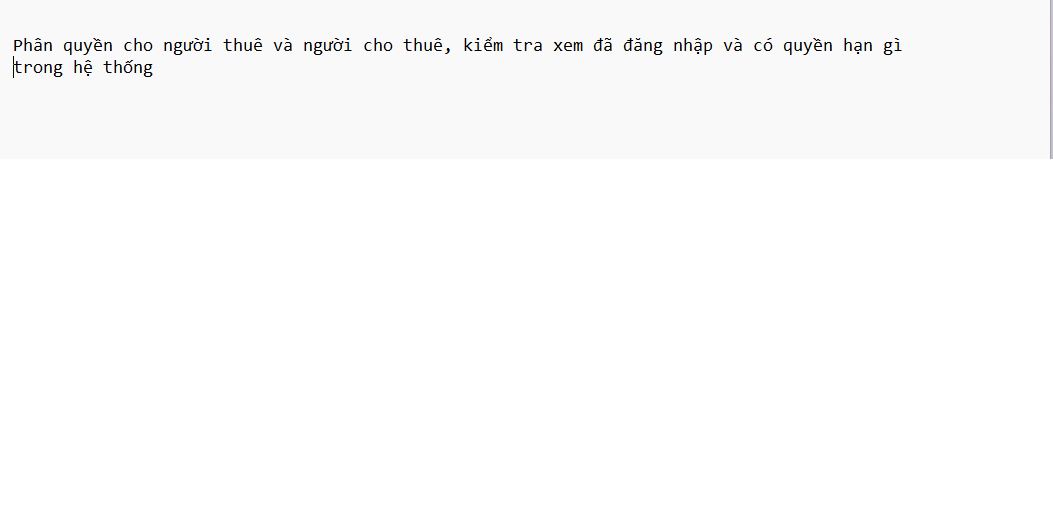 Phân quyền cho người thuê và người cho thuê, kiểm tra xem đã đăng nhập và có quyền hạn gì
trong hệ thống